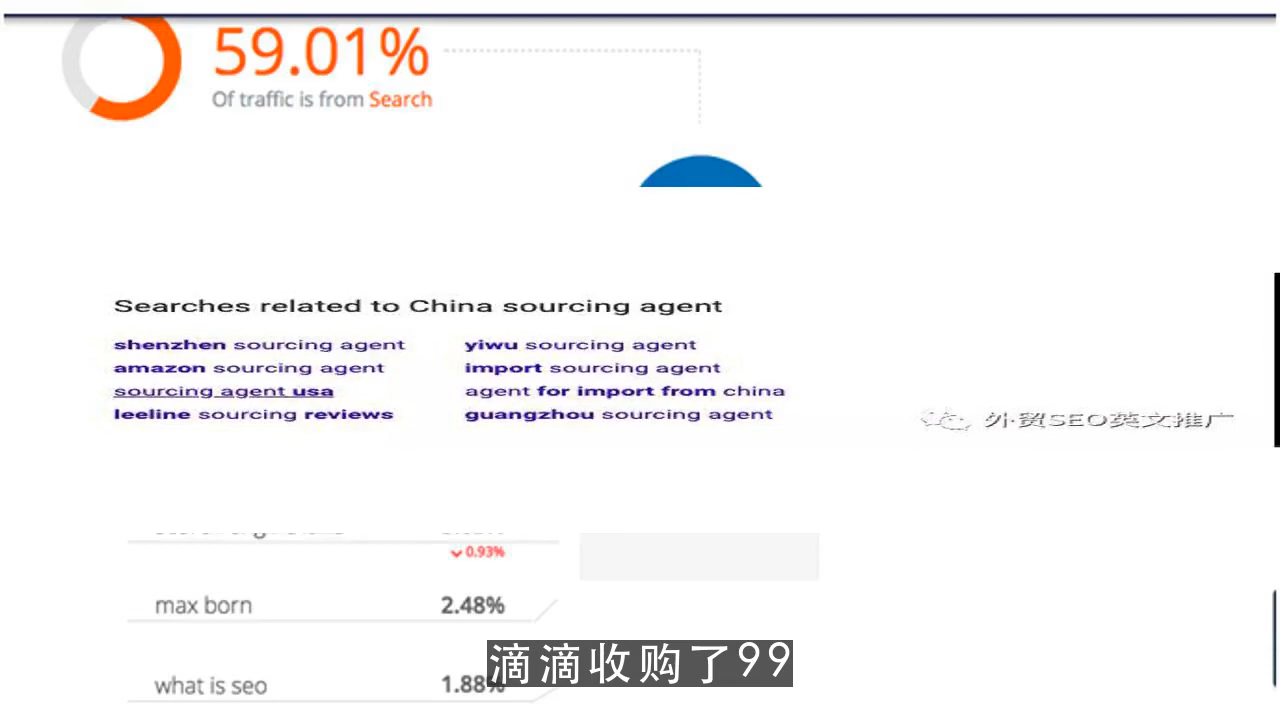 59.01%
Of traffic is from Search
Searches related to China sourcing agent
shenzhen sourcing agent
yiwu sourcing agent
amazon sourcing agent
import sourcing agent
sourcing agent usa
agent for import from china
leeline sourcing reviews
guangzhou sourcing agent
外贸SEO英文推广
0.93%
max born 2.48%
what is seo 1.88%
滴滴收购了99